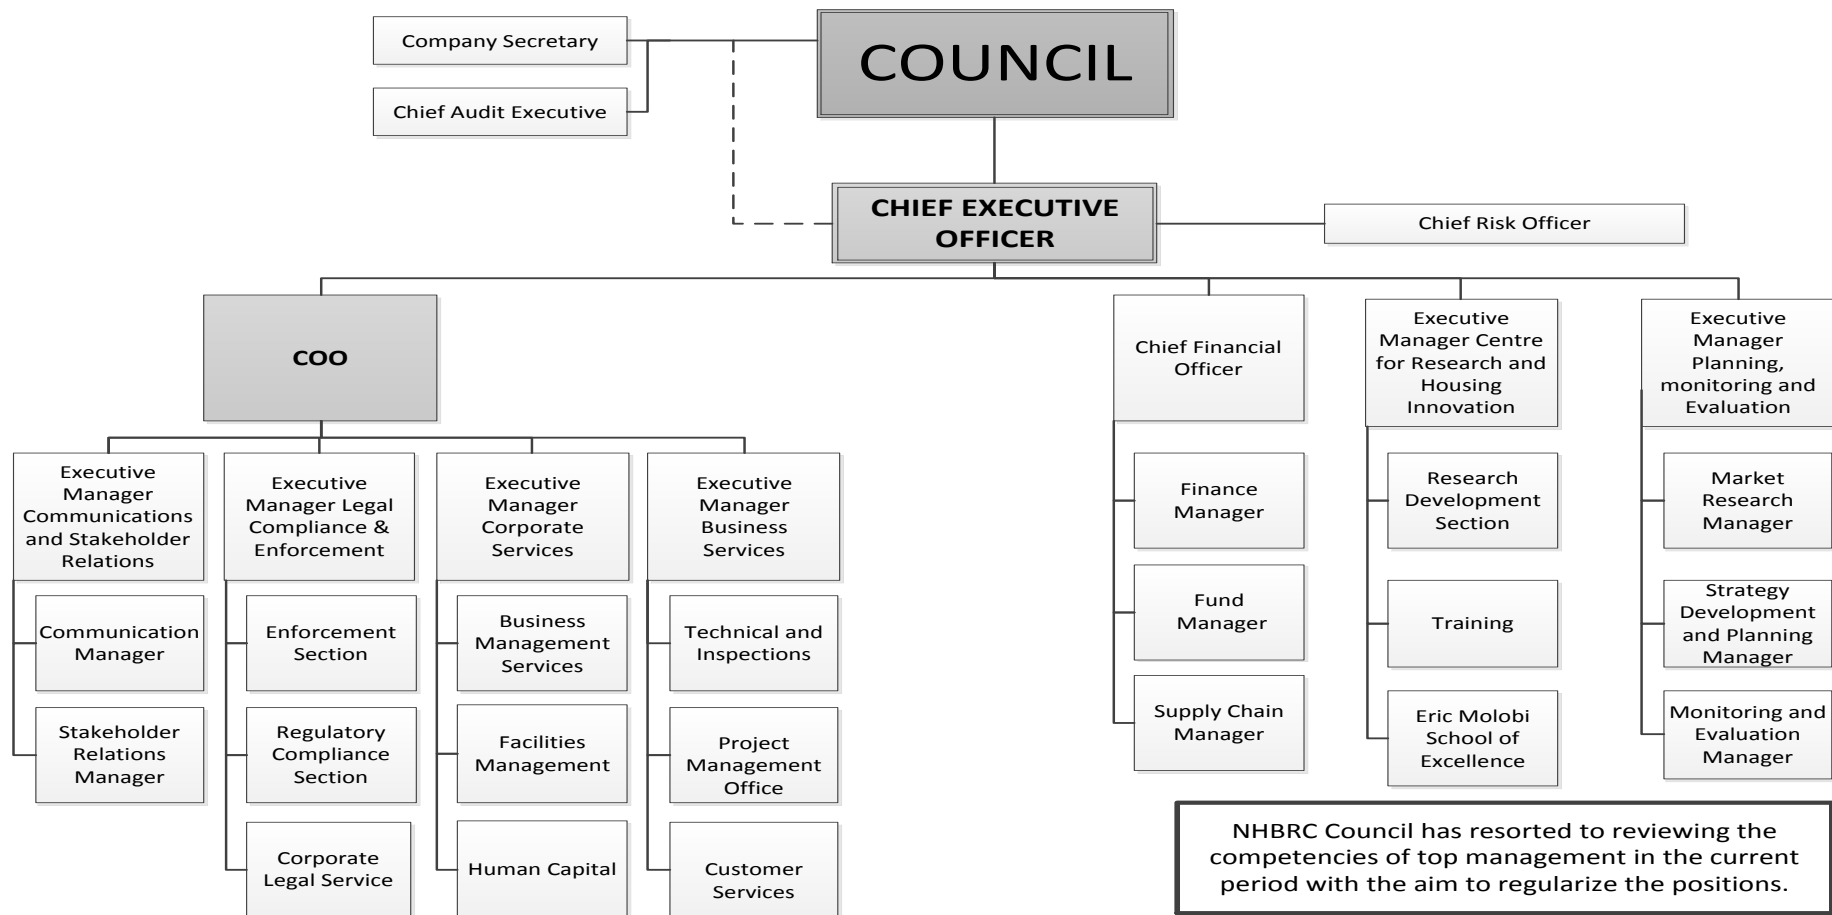 Company Secretary
Chief Audit Executive
COUNCIL
CHIEF EXECUTIVE
OFFICER
Chief Risk Officer
COO
Chief Financial
Officer
Executive
Manager Centre
for Research and
Housing
Innovation
Executive
Manager
Planning,
monitoring and
Evaluation
Executive
Manager
Communications
and Stakeholder
Relations
Executive
Manager Legal
Compliance &
Enforcement
Executive
Manager
Corporate
Services
Executive
Manager
Business
Services
Finance
Manager
Research
Development
Section
Market
Research
Manager
Communication
Manager
Enforcement
Section
Business
Management
Services
Technical and
Inspections
Fund
Manager
Training
Strategy
Development
and Planning
Manager
Stakeholder
Relations
Manager
Regulatory
Compliance
Section
Facilities
Management
Project
Management
Office
Supply Chain
Manager
Eric Molobi
School of
Excellence
Monitoring and
Evaluation
Manager
Corporate
Legal Service
Human Capital
Customer
Services
NHBRC Council has resorted to reviewing the
competencies of top management in the current
period with the aim to regularize the positions.